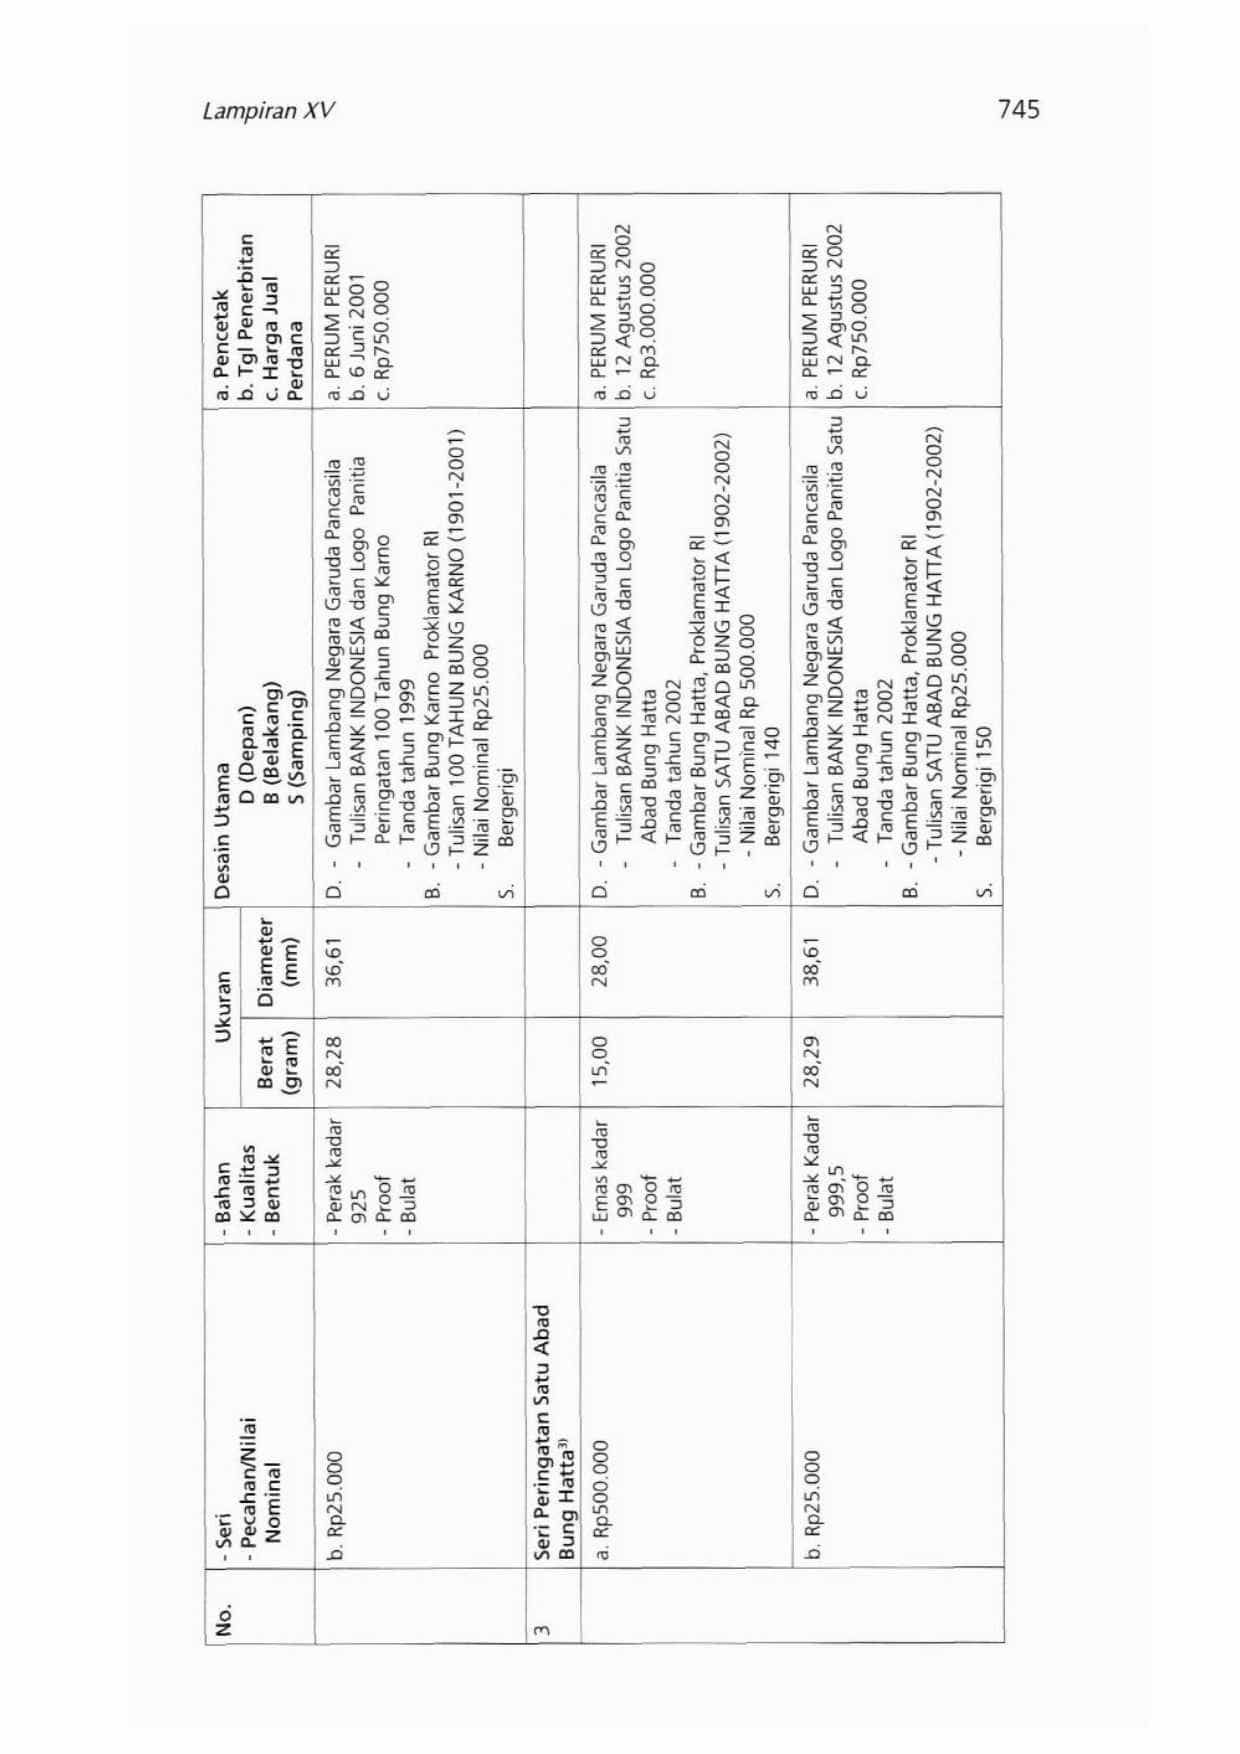 Lampiran XV
745
No.
- Seri
- Pecahan/Nilai
Nominal
- Bahan
- Kualitas
- Bentuk
Ukuran
Berat
(gram)
Diameter
(mm)
Desain Utama
D (Depan)
B (Belakang)
S (Samping)
a. Pencetak
b. Tgl Penerbitan
c. Harga Jual
Perdana
b. Rp25.000
- Perak kadar
925
- Proof
- Bulat
28,28
36,61
D. - Gambar Lambang Negara Garuda Pancasila
- Tulisan BANK INDONESIA dan Logo Panitia
Peringatan 100 Tahun Bung Karno
- Tanda tahun 1999
B. - Gambar Bung Karno Proklamator RI
- Tulisan 100 TAHUN BUNG KARNO (1901-2001)
- Nilai Nominal Rp25.000
S. Bergerigi
a. PERUM PERURI
b. 6 Juni 2001
c. Rp750.000
3
Seri Peringatan Satu Abad
Bung Hatta³⁾
a. Rp500.000
- Emas kadar
999
- Proof
- Bulat
15,00
28,00
D. - Gambar Lambang Negara Garuda Pancasila
- Tulisan BANK INDONESIA dan Logo Panitia Satu
Abad Bung Hatta
- Tanda tahun 2002
B. - Gambar Bung Hatta, Proklamator RI
- Tulisan SATU ABAD BUNG HATTA (1902-2002)
- Nilai Nominal Rp 500.000
S. Bergerigi 140
a. PERUM PERURI
b. 12 Agustus 2002
c. Rp3.000.000
b. Rp25.000
- Perak Kadar
999,5
- Proof
- Bulat
28,29
38,61
D. - Gambar Lambang Negara Garuda Pancasila
- Tulisan BANK INDONESIA dan Logo Panitia Satu
Abad Bung Hatta
- Tanda tahun 2002
B. - Gambar Bung Hatta, Proklamator RI
- Tulisan SATU ABAD BUNG HATTA (1902-2002)
- Nilai Nominal Rp25.000
S. Bergerigi 150
a. PERUM PERURI
b. 12 Agustus 2002
c. Rp750.000